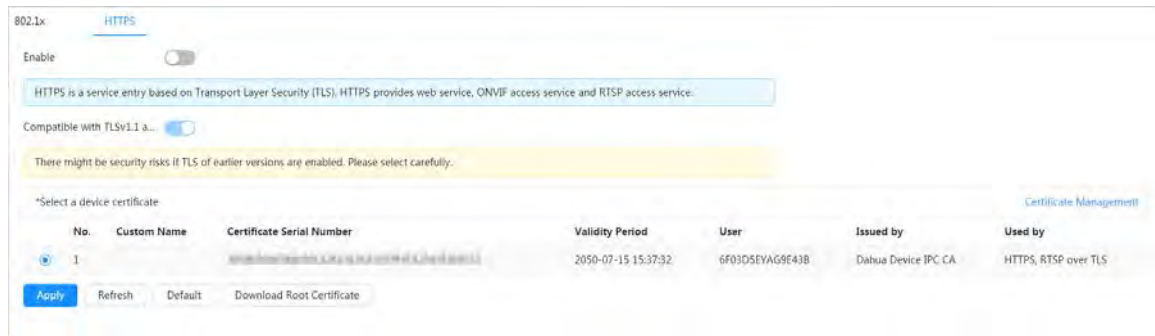 802.1x HTTPS
Enable
HTTPS is a service entry based on Transport Layer Security (TLS). HTTPS provides web service, ONVIF access service and RTSP access service.
Compatible with TLSv1.1 a...
There might be security risks if TLS of earlier versions are enabled. Please select carefully.
*Select a device certificate Certificate Management
No. Custom Name Certificate Serial Number Validity Period User Issued by Used by
1 2050-07-15 15:37:32 6F03D5EYAG9E43B Dahua Device IPC CA HTTPS, RTSP over TLS
Apply Refresh Default Download Root Certificate